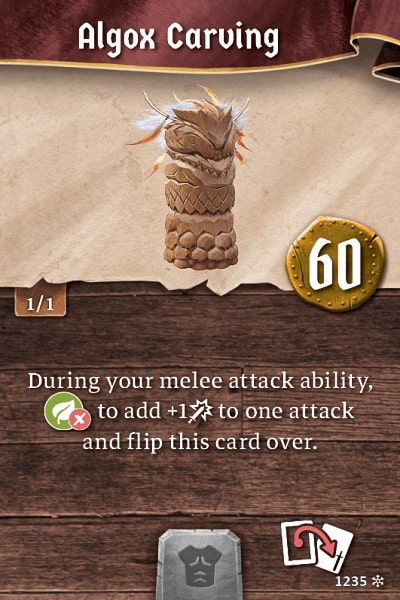 Algox Carving
60
1/1
During your melee attack ability,
to add +1 to one attack
and flip this card over.
1235